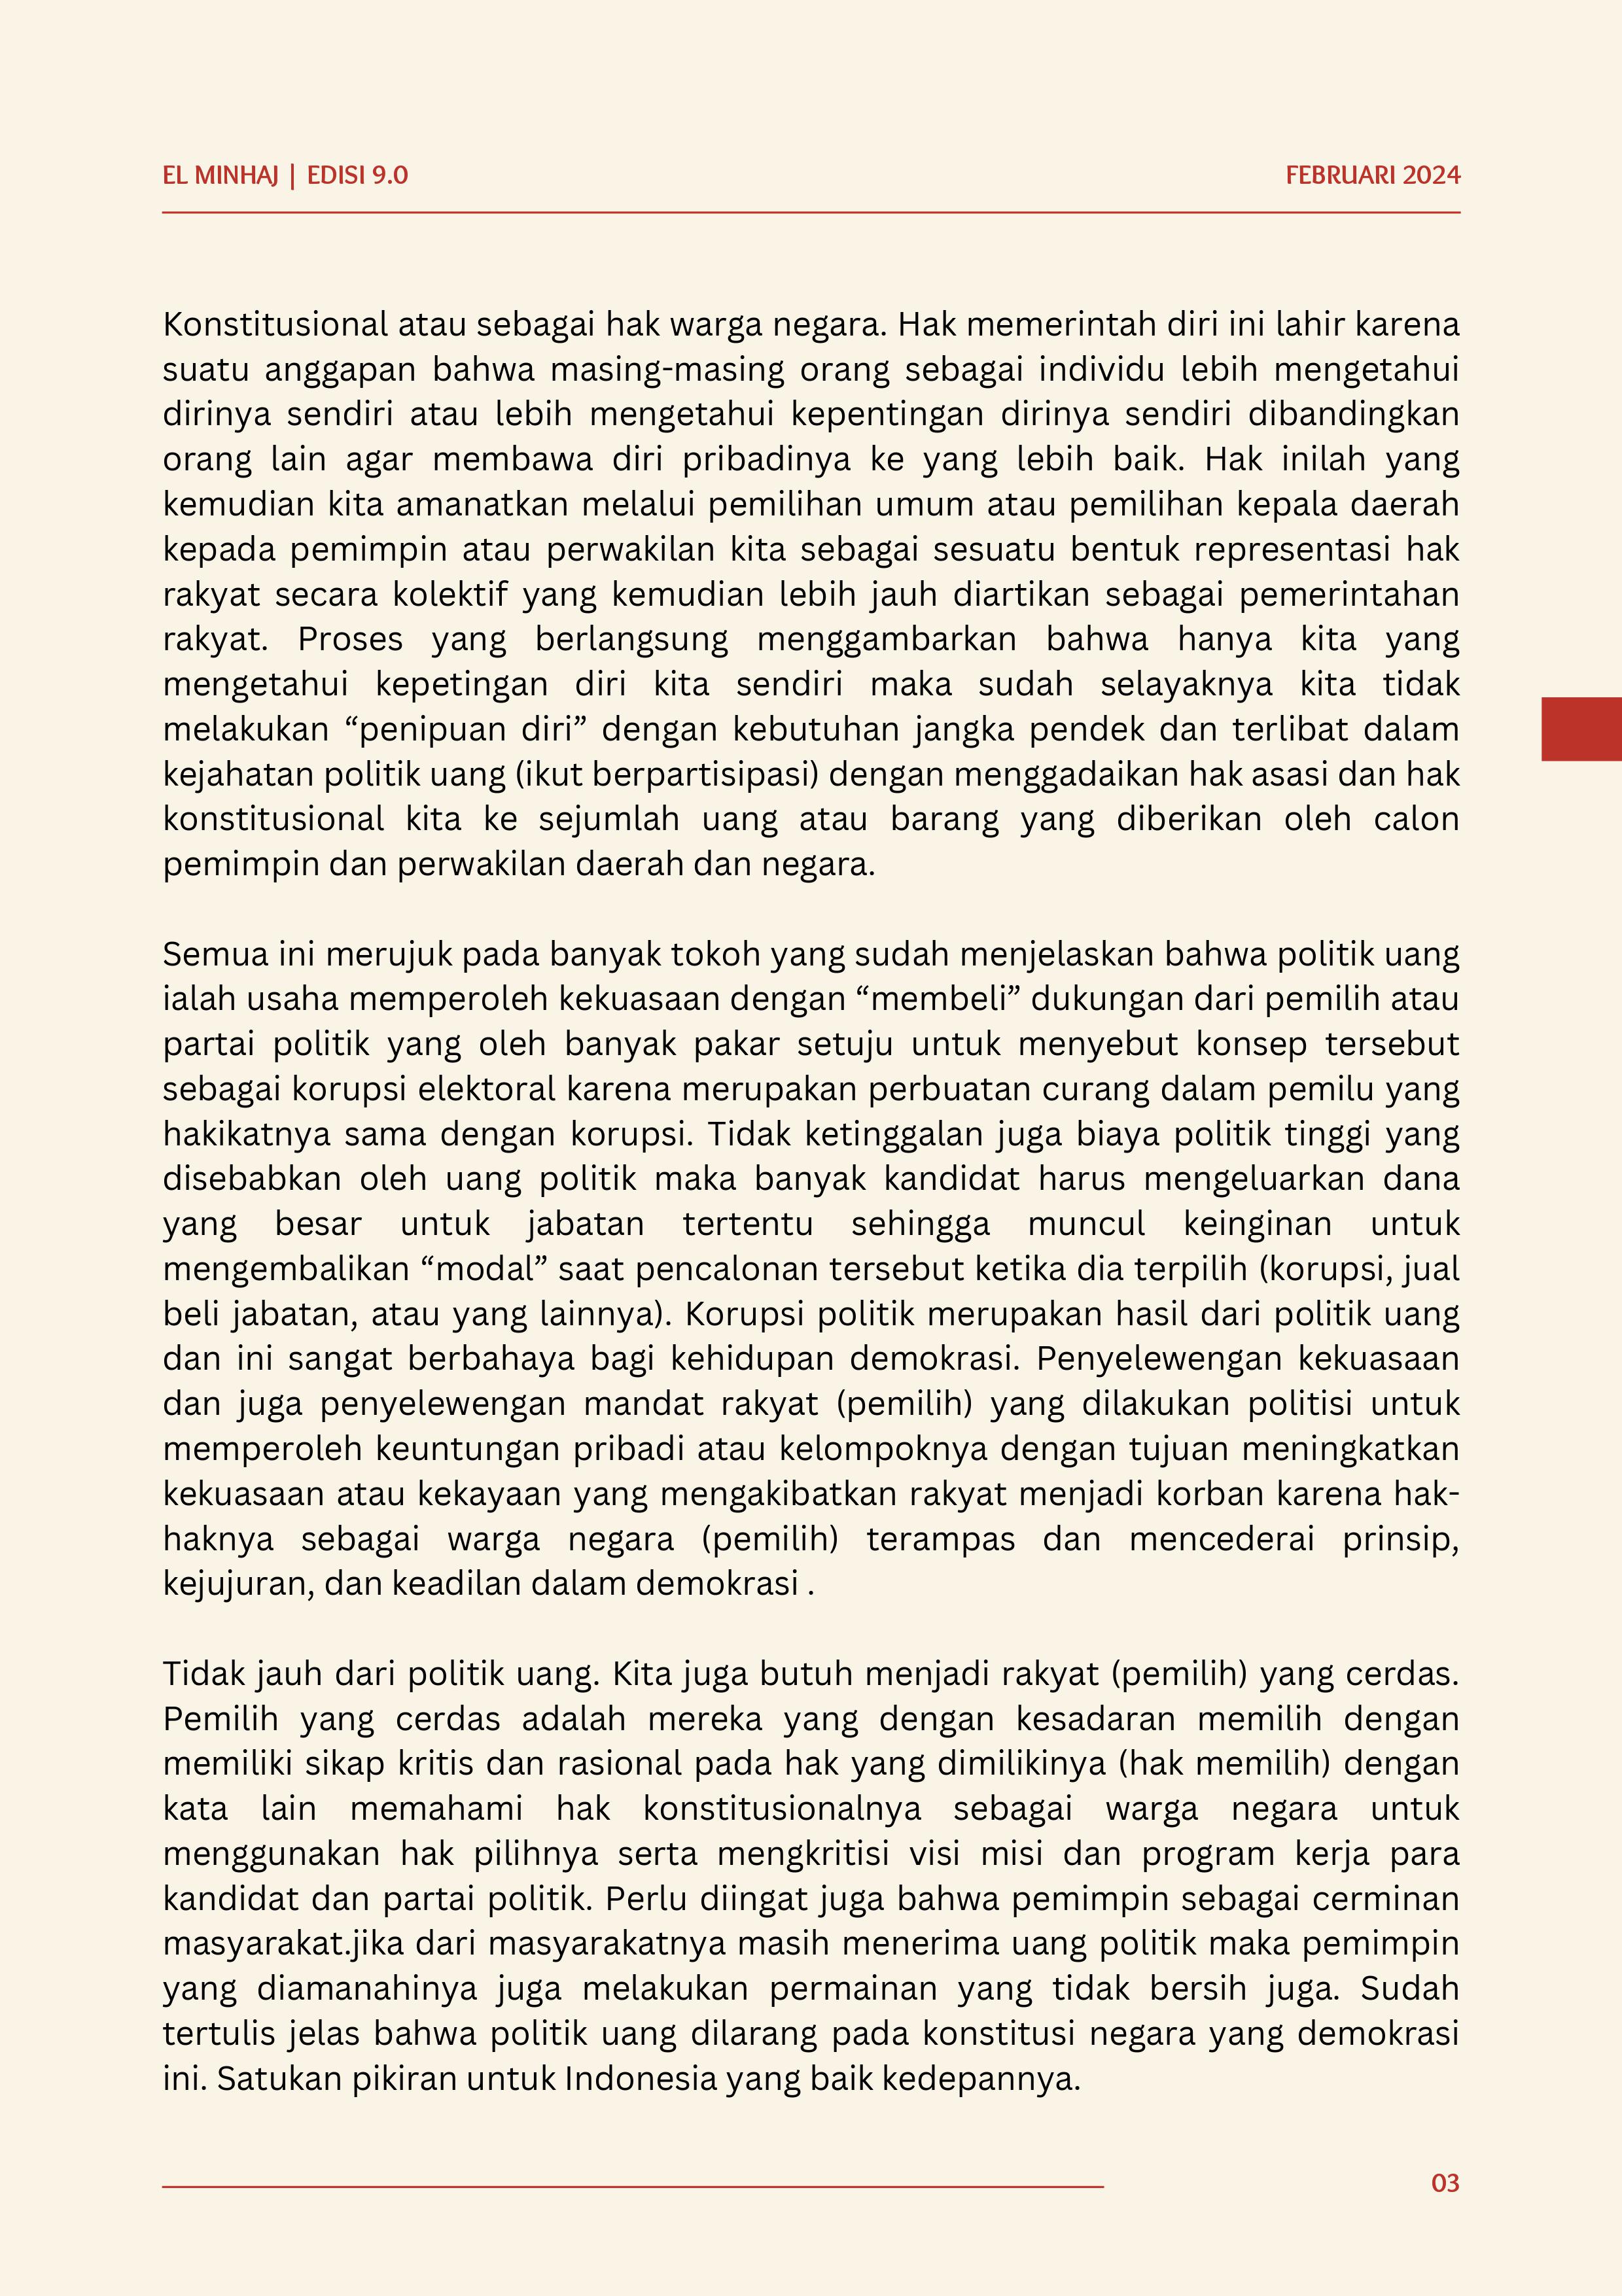 EL MINHAJ | EDISI 9.0
FEBRUARI 2024
Konstitusional atau sebagai hak warga negara. Hak memerintah diri ini lahir karena
suatu anggapan bahwa masing-masing orang sebagai individu lebih mengetahui
dirinya sendiri atau lebih mengetahui kepentingan dirinya sendiri dibandingkan
orang lain agar membawa diri pribadinya ke yang lebih baik. Hak inilah yang
kemudian kita amanatkan melalui pemilihan umum atau pemilihan kepala daerah
kepada pemimpin atau perwakilan kita sebagai sesuatu bentuk representasi hak
rakyat secara kolektif yang kemudian lebih jauh diartikan sebagai pemerintahan
rakyat. Proses yang berlangsung menggambarkan bahwa hanya kita yang
mengetahui kepetingan diri kita sendiri maka sudah selayaknya kita tidak
melakukan “penipuan diri” dengan kebutuhan jangka pendek dan terlibat dalam
kejahatan politik uang (ikut berpartisipasi) dengan menggadaikan hak asasi dan hak
konstitusional kita ke sejumlah uang atau barang yang diberikan oleh calon
pemimpin dan perwakilan daerah dan negara.
Semua ini merujuk pada banyak tokoh yang sudah menjelaskan bahwa politik uang
ialah usaha memperoleh kekuasaan dengan “membeli” dukungan dari pemilih atau
partai politik yang oleh banyak pakar setuju untuk menyebut konsep tersebut
sebagai korupsi elektoral karena merupakan perbuatan curang dalam pemilu yang
hakikatnya sama dengan korupsi. Tidak ketinggalan juga biaya politik tinggi yang
disebabkan oleh uang politik maka banyak kandidat harus mengeluarkan dana
yang besar untuk jabatan tertentu sehingga muncul keinginan untuk
mengembalikan “modal” saat pencalonan tersebut ketika dia terpilih (korupsi, jual
beli jabatan, atau yang lainnya). Korupsi politik merupakan hasil dari politik uang
dan ini sangat berbahaya bagi kehidupan demokrasi. Penyelewengan kekuasaan
dan juga penyelewengan mandat rakyat (pemilih) yang dilakukan politisi untuk
memperoleh keuntungan pribadi atau kelompoknya dengan tujuan meningkatkan
kekuasaan atau kekayaan yang mengakibatkan rakyat menjadi korban karena hak-
haknya sebagai warga negara (pemilih) terampas dan mencederai prinsip,
kejujuran, dan keadilan dalam demokrasi .
Tidak jauh dari politik uang. Kita juga butuh menjadi rakyat (pemilih) yang cerdas.
Pemilih yang cerdas adalah mereka yang dengan kesadaran memilih dengan
memiliki sikap kritis dan rasional pada hak yang dimilikinya (hak memilih) dengan
kata lain memahami hak konstitusionalnya sebagai warga negara untuk
menggunakan hak pilihnya serta mengkritisi visi misi dan program kerja para
kandidat dan partai politik. Perlu diingat juga bahwa pemimpin sebagai cerminan
masyarakat.jika dari masyarakatnya masih menerima uang politik maka pemimpin
yang diamanahinya juga melakukan permainan yang tidak bersih juga. Sudah
tertulis jelas bahwa politik uang dilarang pada konstitusi negara yang demokrasi
ini. Satukan pikiran untuk Indonesia yang baik kedepannya.
03